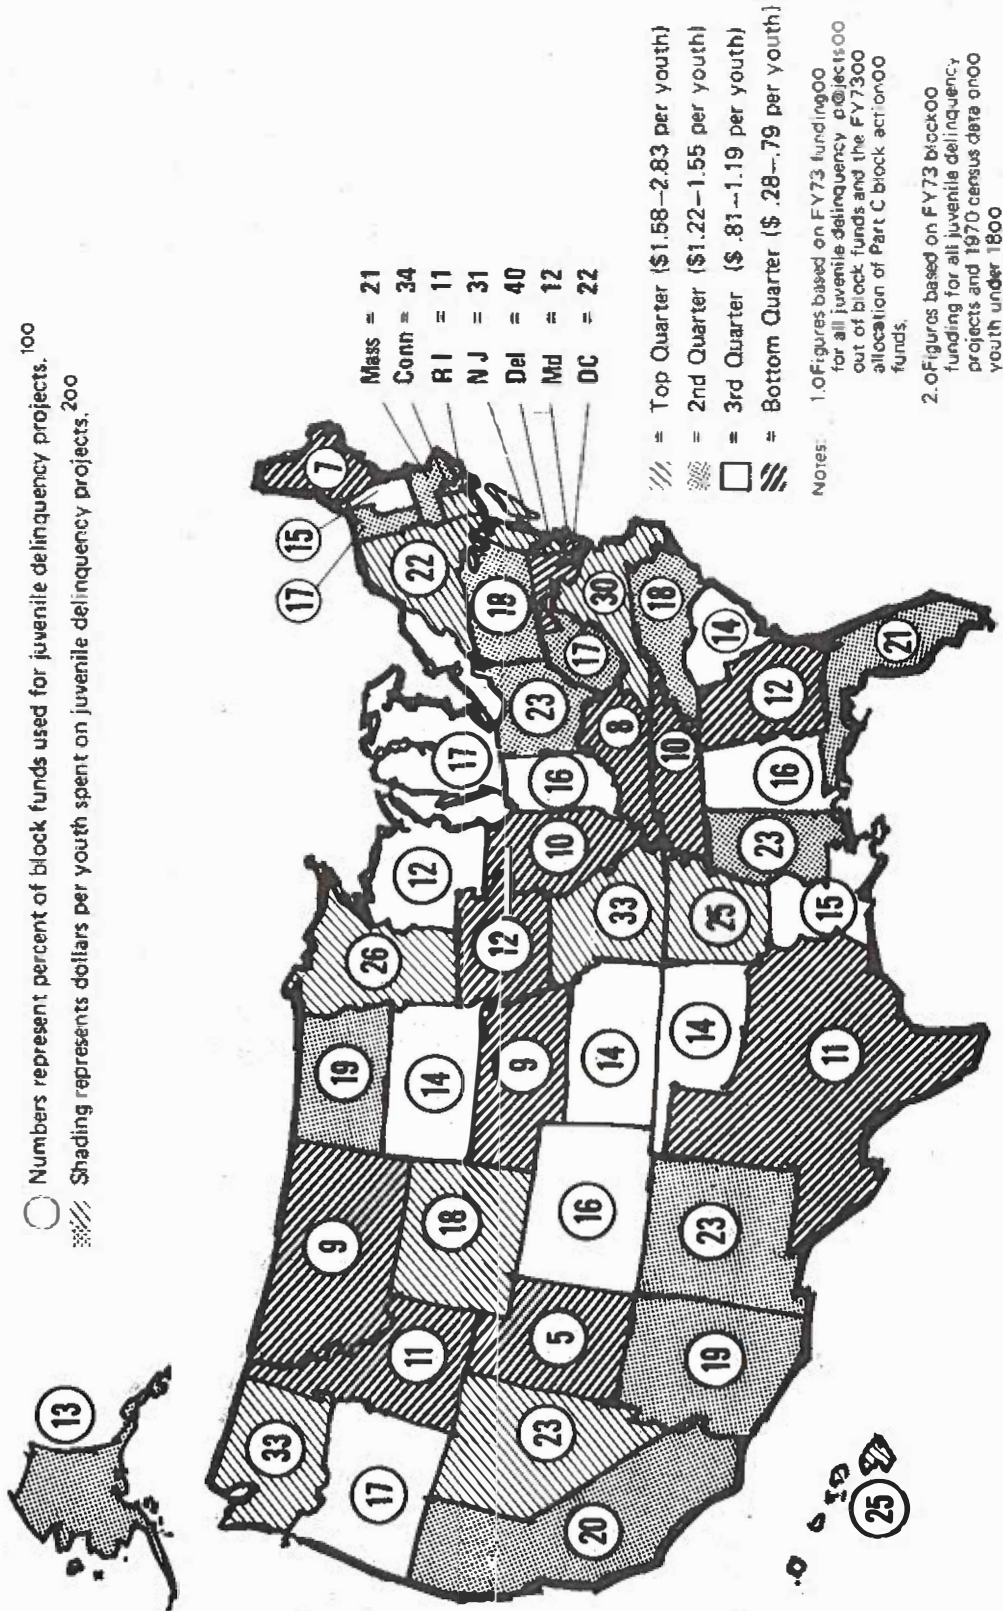 Numbers represent percent of block funds used for juvenile delinquency projects.100
Shading represents dollars per youth spent on juvenile delinquency projects.200
13
33
17
11
9
18
23
20
5
19
16
23
25
19
14
9
14
14
11
26
12
33
25
15
12
10
17
16
23
8
10
23
16
12
14
18
30
17
18
22
17
15
7
21
Mass = 21
Conn = 34
R I = 11
N J = 31
Del = 40
Md = 12
DC = 22
= Top Quarter ($1.58–2.83 per youth)
= 2nd Quarter ($1.22–1.55 per youth)
= 3rd Quarter ($ .81–1.19 per youth)
= Bottom Quarter ($ .28–.79 per youth)
Notes: 1.0Figures based on FY73 funding00
for all juvenile delinquency projects00
out of block funds and the FY7300
allocation of Part C block action00
funds.
2.0Figures based on FY73 block00
funding for all juvenile delinquency
projects and 1970 census data on00
youth under 1800